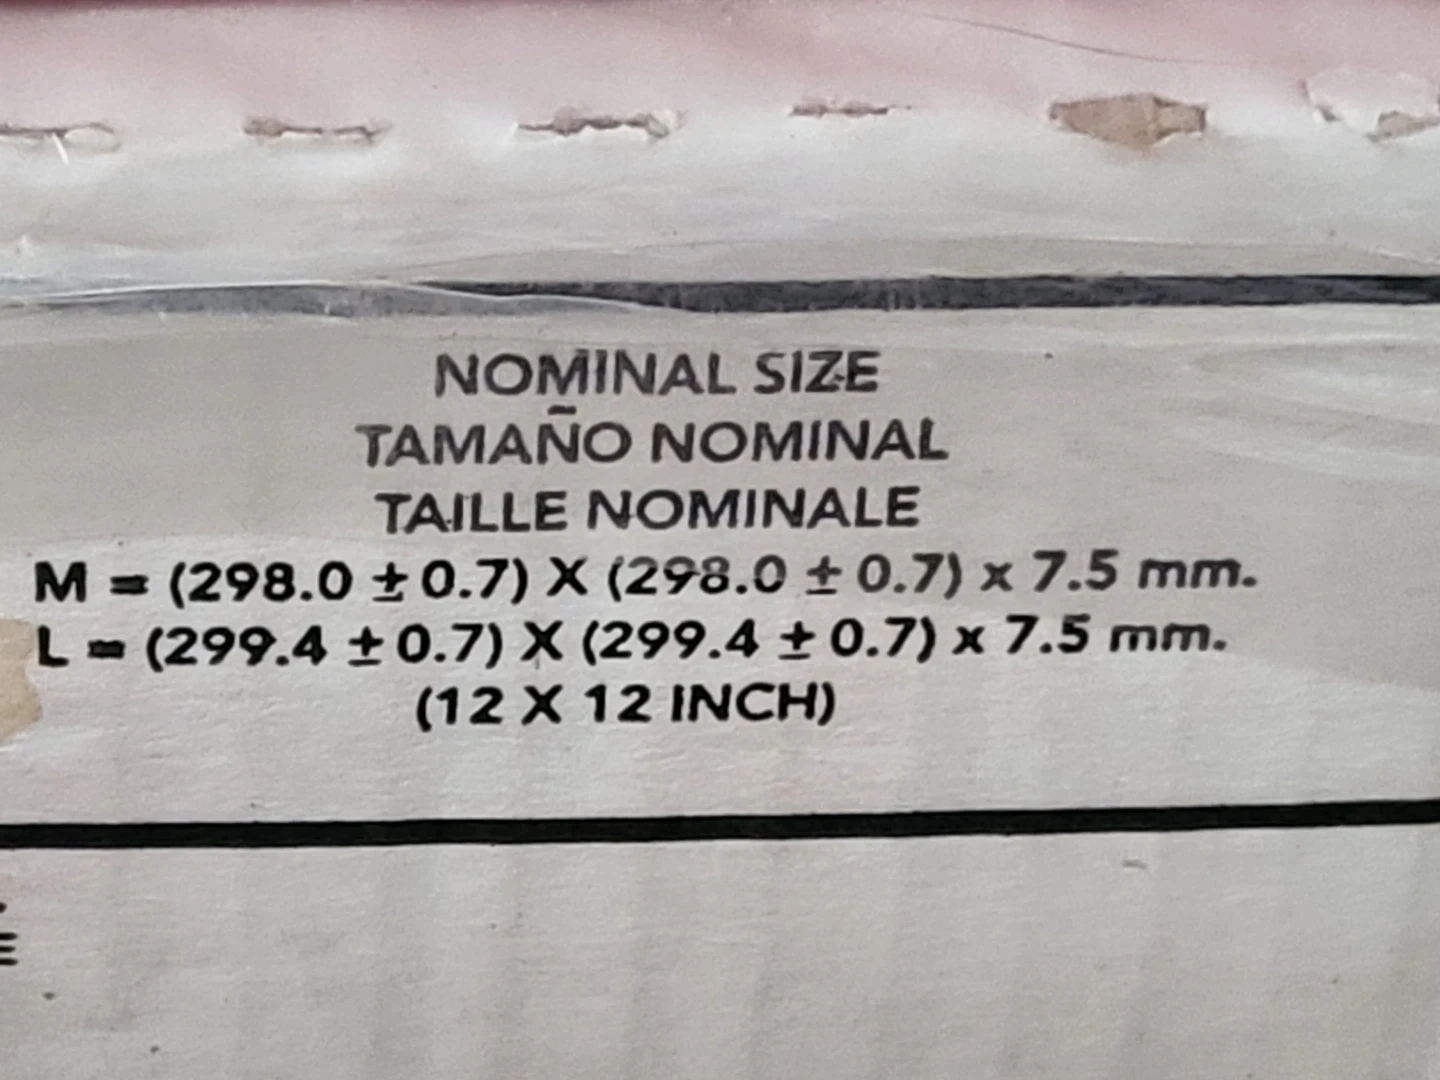 NOMINAL SIZE
TAMAÑO NOMINAL
TAILLE NOMINALE
M = (298.0 ± 0.7) X (298.0 ± 0.7) x 7.5 mm.
L = (299.4 ± 0.7) X (299.4 ± 0.7) x 7.5 mm.
(12 X 12 INCH)